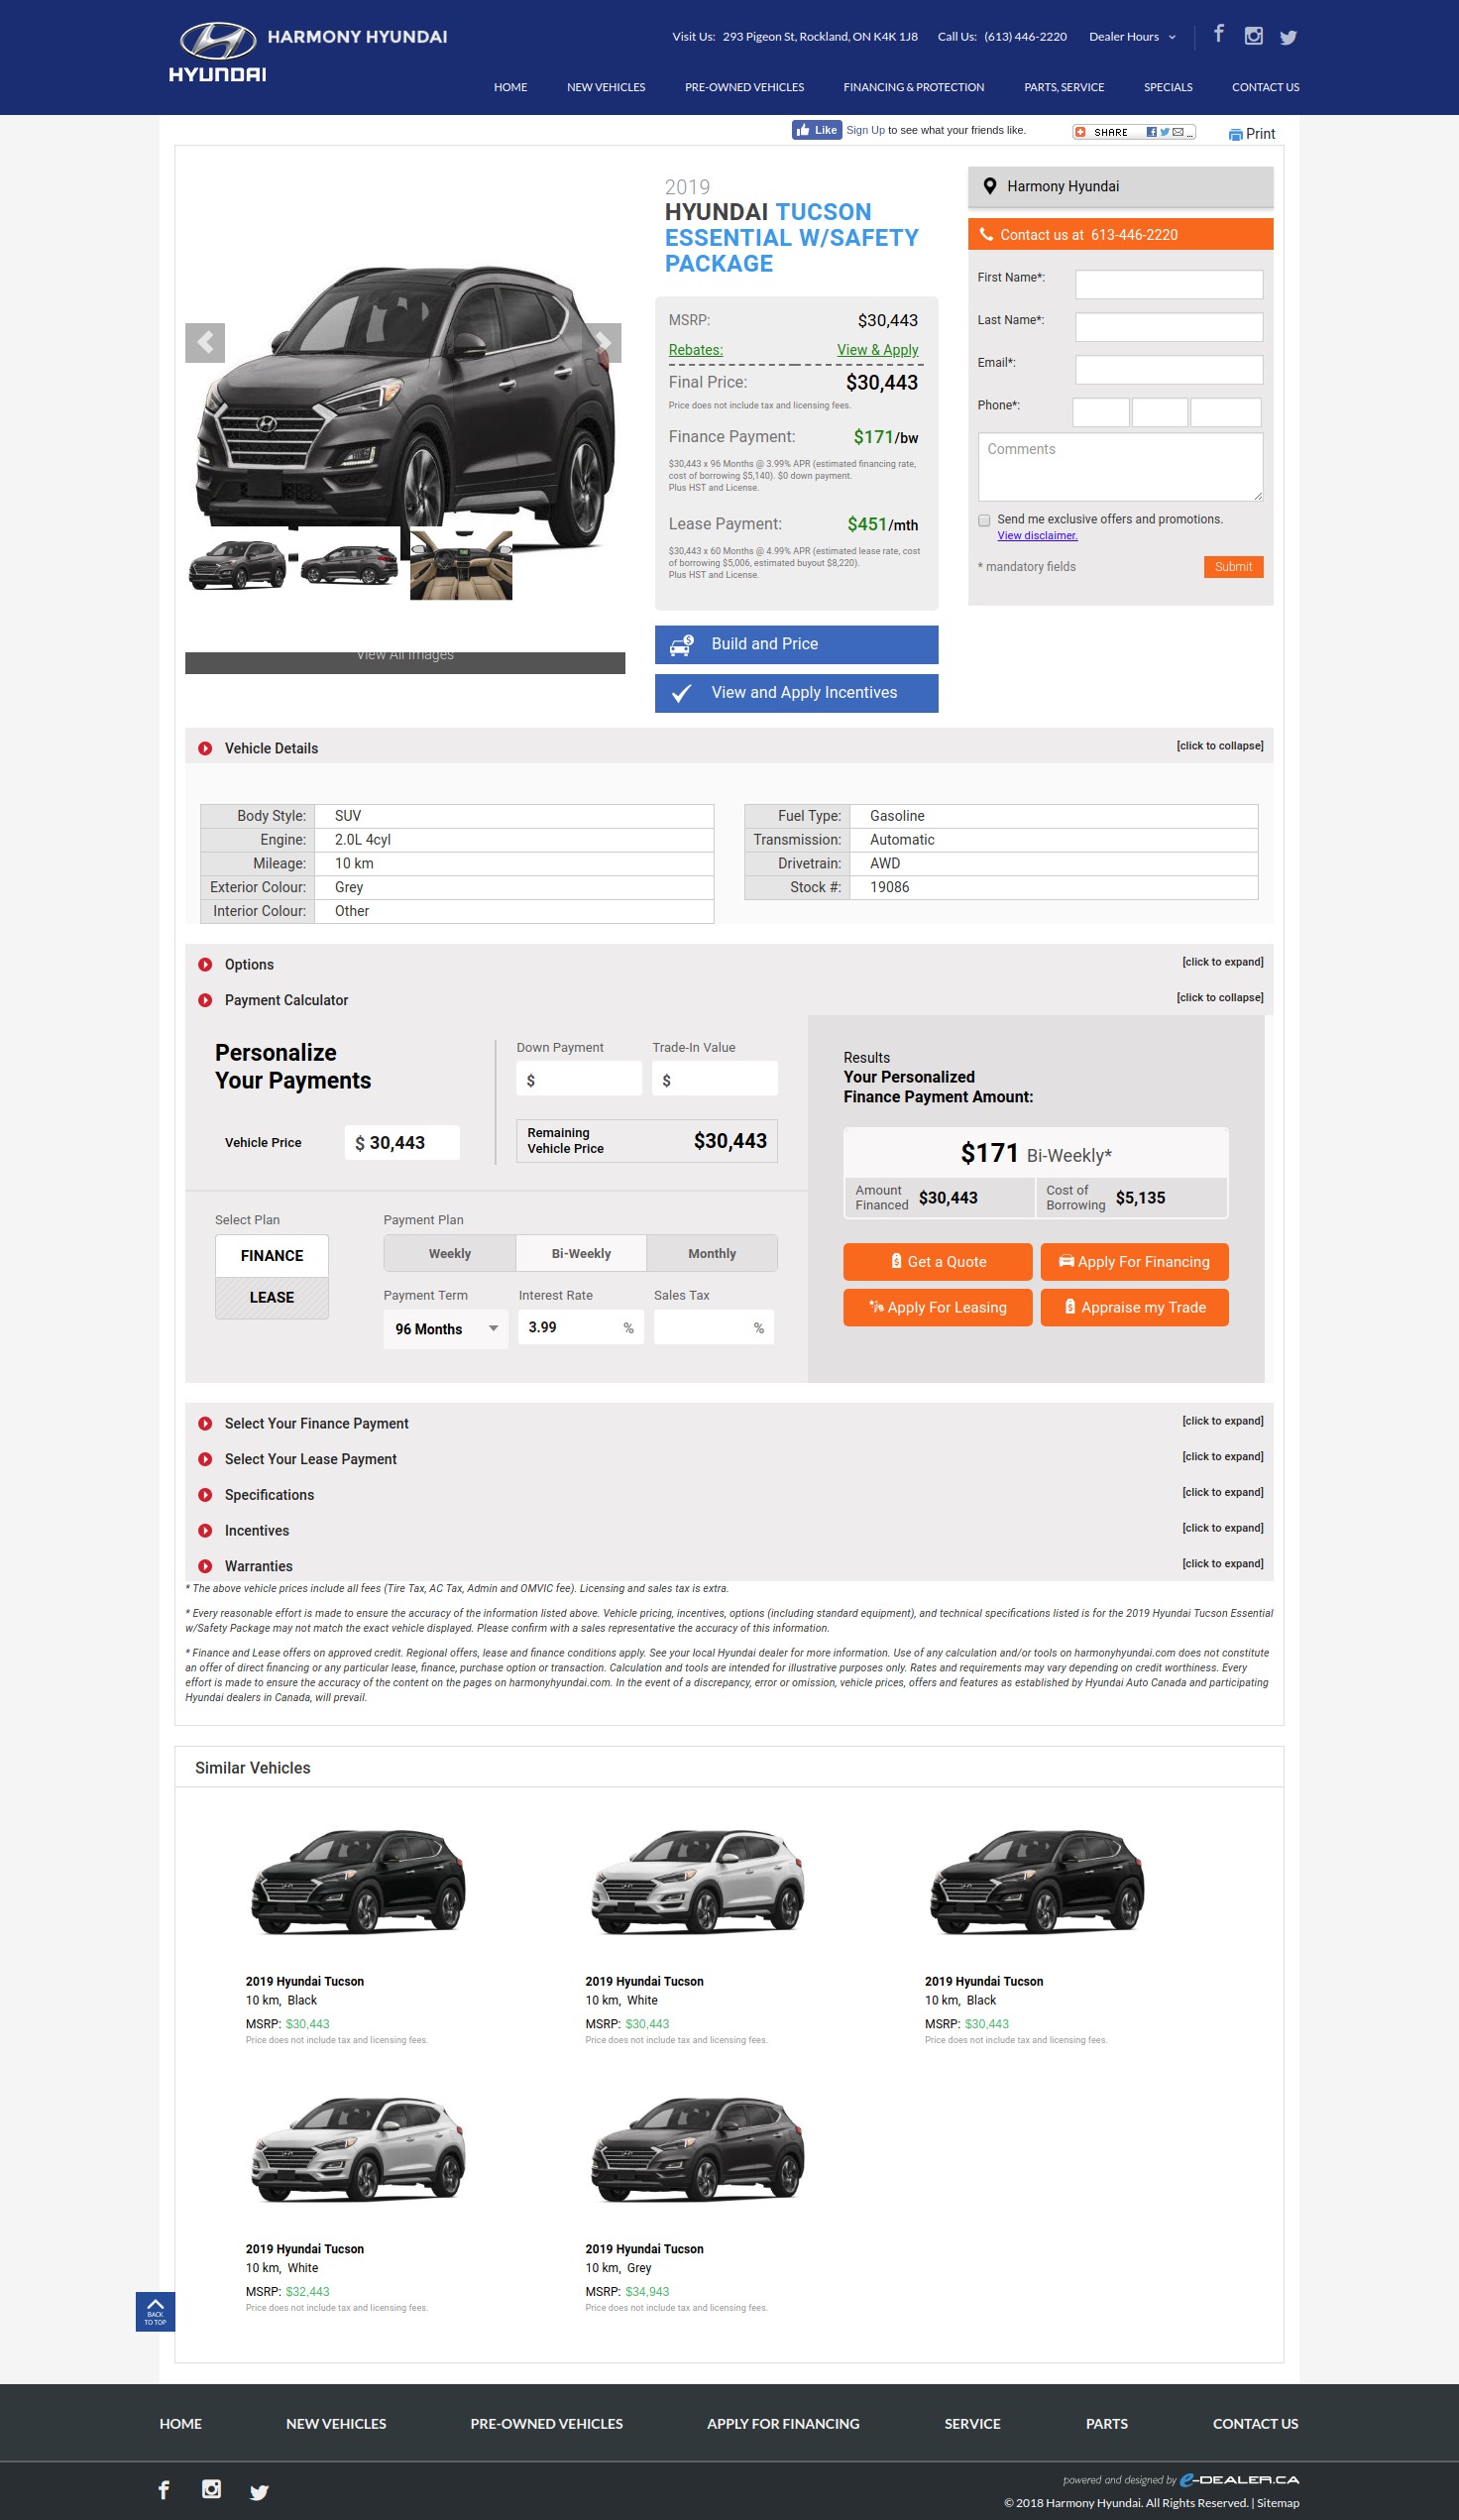 HYUNDAI
HARMONY HYUNDAI
Visit Us: 293 Pigeon St, Rockland, ON K4K 1J8 Call Us: (613) 446-2220 Dealer Hours
HOME NEW VEHICLES PRE-OWNED VEHICLES FINANCING & PROTECTION PARTS, SERVICE SPECIALS CONTACT US
Like Sign Up to see what your friends like.
SHARE ...
Print
2019
HYUNDAI TUCSON
ESSENTIAL W/SAFETY
PACKAGE
MSRP: $30,443
Rebates: View & Apply
Final Price: $30,443
Price does not include tax and licensing fees.
Finance Payment: $171/bw
$30,443 x 96 Months @ 3.99% APR (estimated financing rate,
cost of borrowing $5,140). $0 down payment.
Plus HST and License.
Lease Payment: $451/mth
$30,443 x 60 Months @ 4.99% APR (estimated lease rate, cost
of borrowing $5,006, estimated buyout $8,220).
Plus HST and License.
Build and Price
View and Apply Incentives
Harmony Hyundai
Contact us at 613-446-2220
First Name*:
Last Name*:
Email*:
Phone*:
Comments
Send me exclusive offers and promotions.
View disclaimer.
* mandatory fields Submit
View All Images
Vehicle Details [click to collapse]
Body Style: SUV
Engine: 2.0L 4cyl
Mileage: 10 km
Exterior Colour: Grey
Interior Colour: Other
Fuel Type: Gasoline
Transmission: Automatic
Drivetrain: AWD
Stock #: 19086
Options [click to expand]
Payment Calculator [click to collapse]
Personalize
Your Payments
Vehicle Price $ 30,443
Down Payment Trade-In Value
$ $
Remaining
Vehicle Price $30,443
Select Plan
FINANCE
LEASE
Payment Plan
Weekly Bi-Weekly Monthly
Payment Term Interest Rate Sales Tax
96 Months 3.99 % %
Results
Your Personalized
Finance Payment Amount:
$171 Bi-Weekly*
Amount
Financed $30,443
Cost of
Borrowing $5,135
Get a Quote Apply For Financing
Apply For Leasing Appraise my Trade
Select Your Finance Payment [click to expand]
Select Your Lease Payment [click to expand]
Specifications [click to expand]
Incentives [click to expand]
Warranties [click to expand]
* The above vehicle prices include all fees (Tire Tax, AC Tax, Admin and OMVIC fee). Licensing and sales tax is extra.
* Every reasonable effort is made to ensure the accuracy of the information listed above. Vehicle pricing, incentives, options (including standard equipment), and technical specifications listed is for the 2019 Hyundai Tucson Essential
w/Safety Package may not match the exact vehicle displayed. Please confirm with a sales representative the accuracy of this information.
* Finance and Lease offers on approved credit. Regional offers, lease and finance conditions apply. See your local Hyundai dealer for more information. Use of any calculation and/or tools on harmonyhyundai.com does not constitute
an offer of direct financing or any particular lease, finance, purchase option or transaction. Calculation and tools are intended for illustrative purposes only. Rates and requirements may vary depending on credit worthiness. Every
effort is made to ensure the accuracy of the content on the pages on harmonyhyundai.com. In the event of a discrepancy, error or omission, vehicle prices, offers and features as established by Hyundai Auto Canada and participating
Hyundai dealers in Canada, will prevail.
Similar Vehicles
2019 Hyundai Tucson
10 km, Black
MSRP: $30,443
Price does not include tax and licensing fees.
2019 Hyundai Tucson
10 km, White
MSRP: $30,443
Price does not include tax and licensing fees.
2019 Hyundai Tucson
10 km, Black
MSRP: $30,443
Price does not include tax and licensing fees.
2019 Hyundai Tucson
10 km, White
MSRP: $32,443
Price does not include tax and licensing fees.
2019 Hyundai Tucson
10 km, Grey
MSRP: $34,943
Price does not include tax and licensing fees.
BACK
TO TOP
HOME NEW VEHICLES PRE-OWNED VEHICLES APPLY FOR FINANCING SERVICE PARTS CONTACT US
powered and designed by e-DEALER.CA
© 2018 Harmony Hyundai. All Rights Reserved. | Sitemap